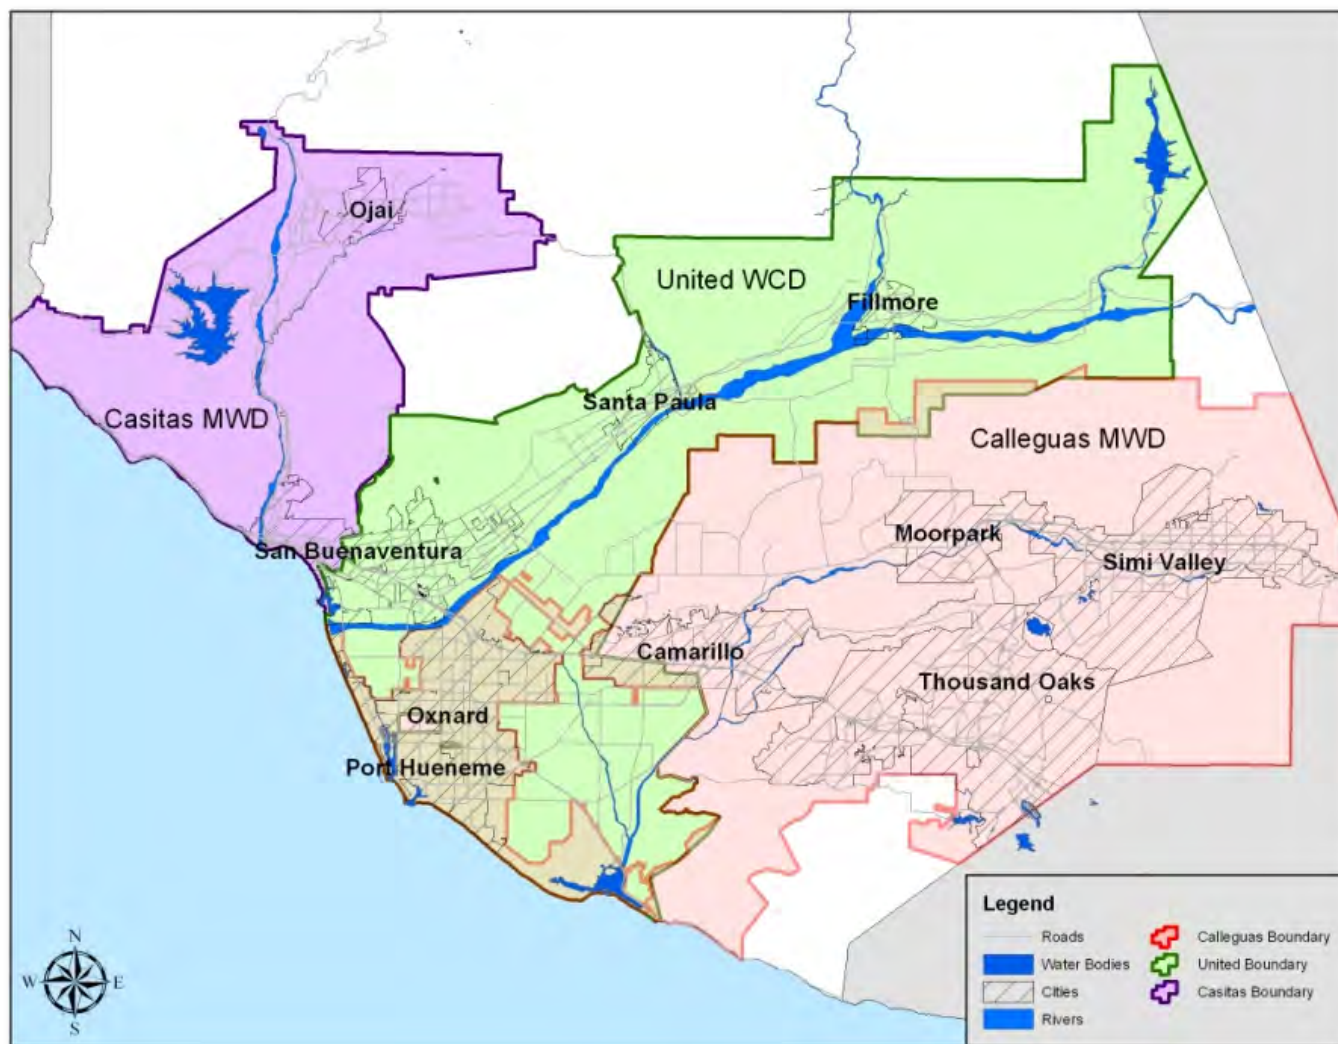 Ojai
United WCD
Fillmore
Santa Paula
Casitas MWD
Calleguas MWD
Moorpark
San Buenaventura
Simi Valley
Camarillo
Thousand Oaks
Oxnard
Port Hueneme
N
W E
S
Legend
Roads
Water Bodies
Cities
Rivers
Calleguas Boundary
United Boundary
Casitas Boundary